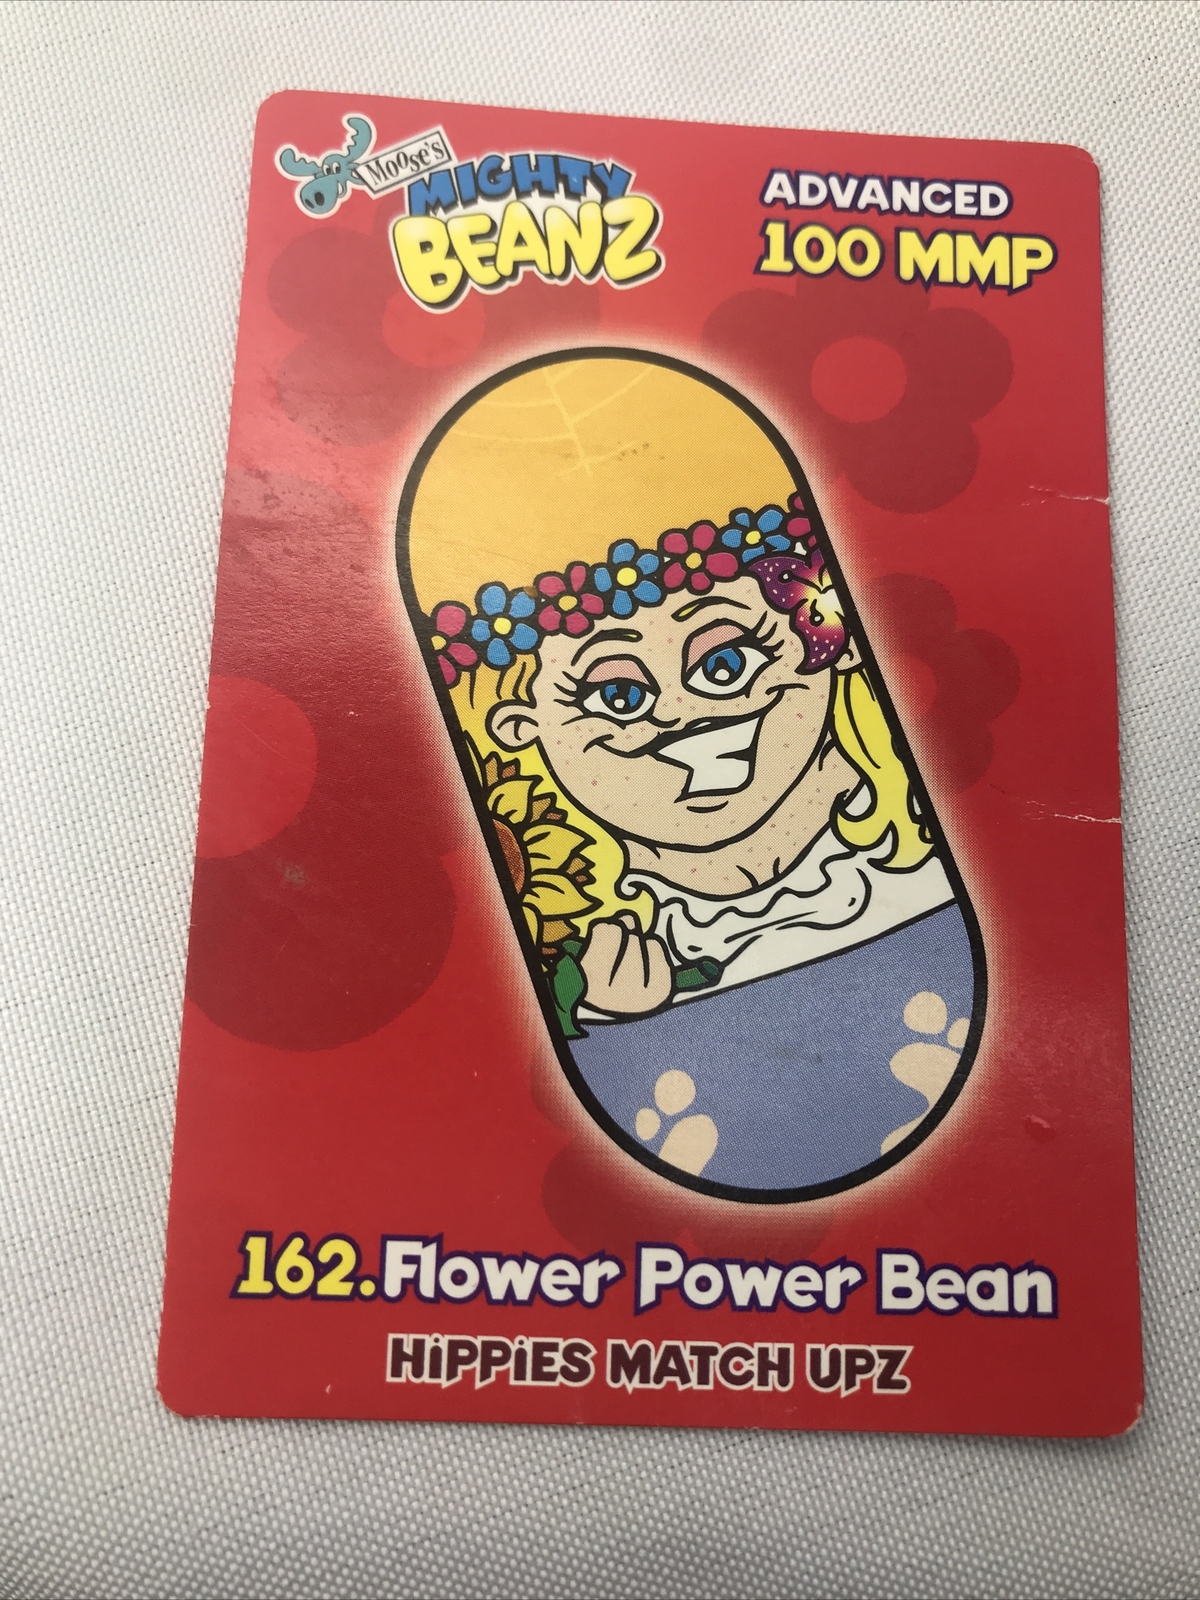 Moose's
MIGHTY
BEANZ
ADVANCED
100 MMP
162.Flower Power Bean
HiPPiES MATCH UPZ